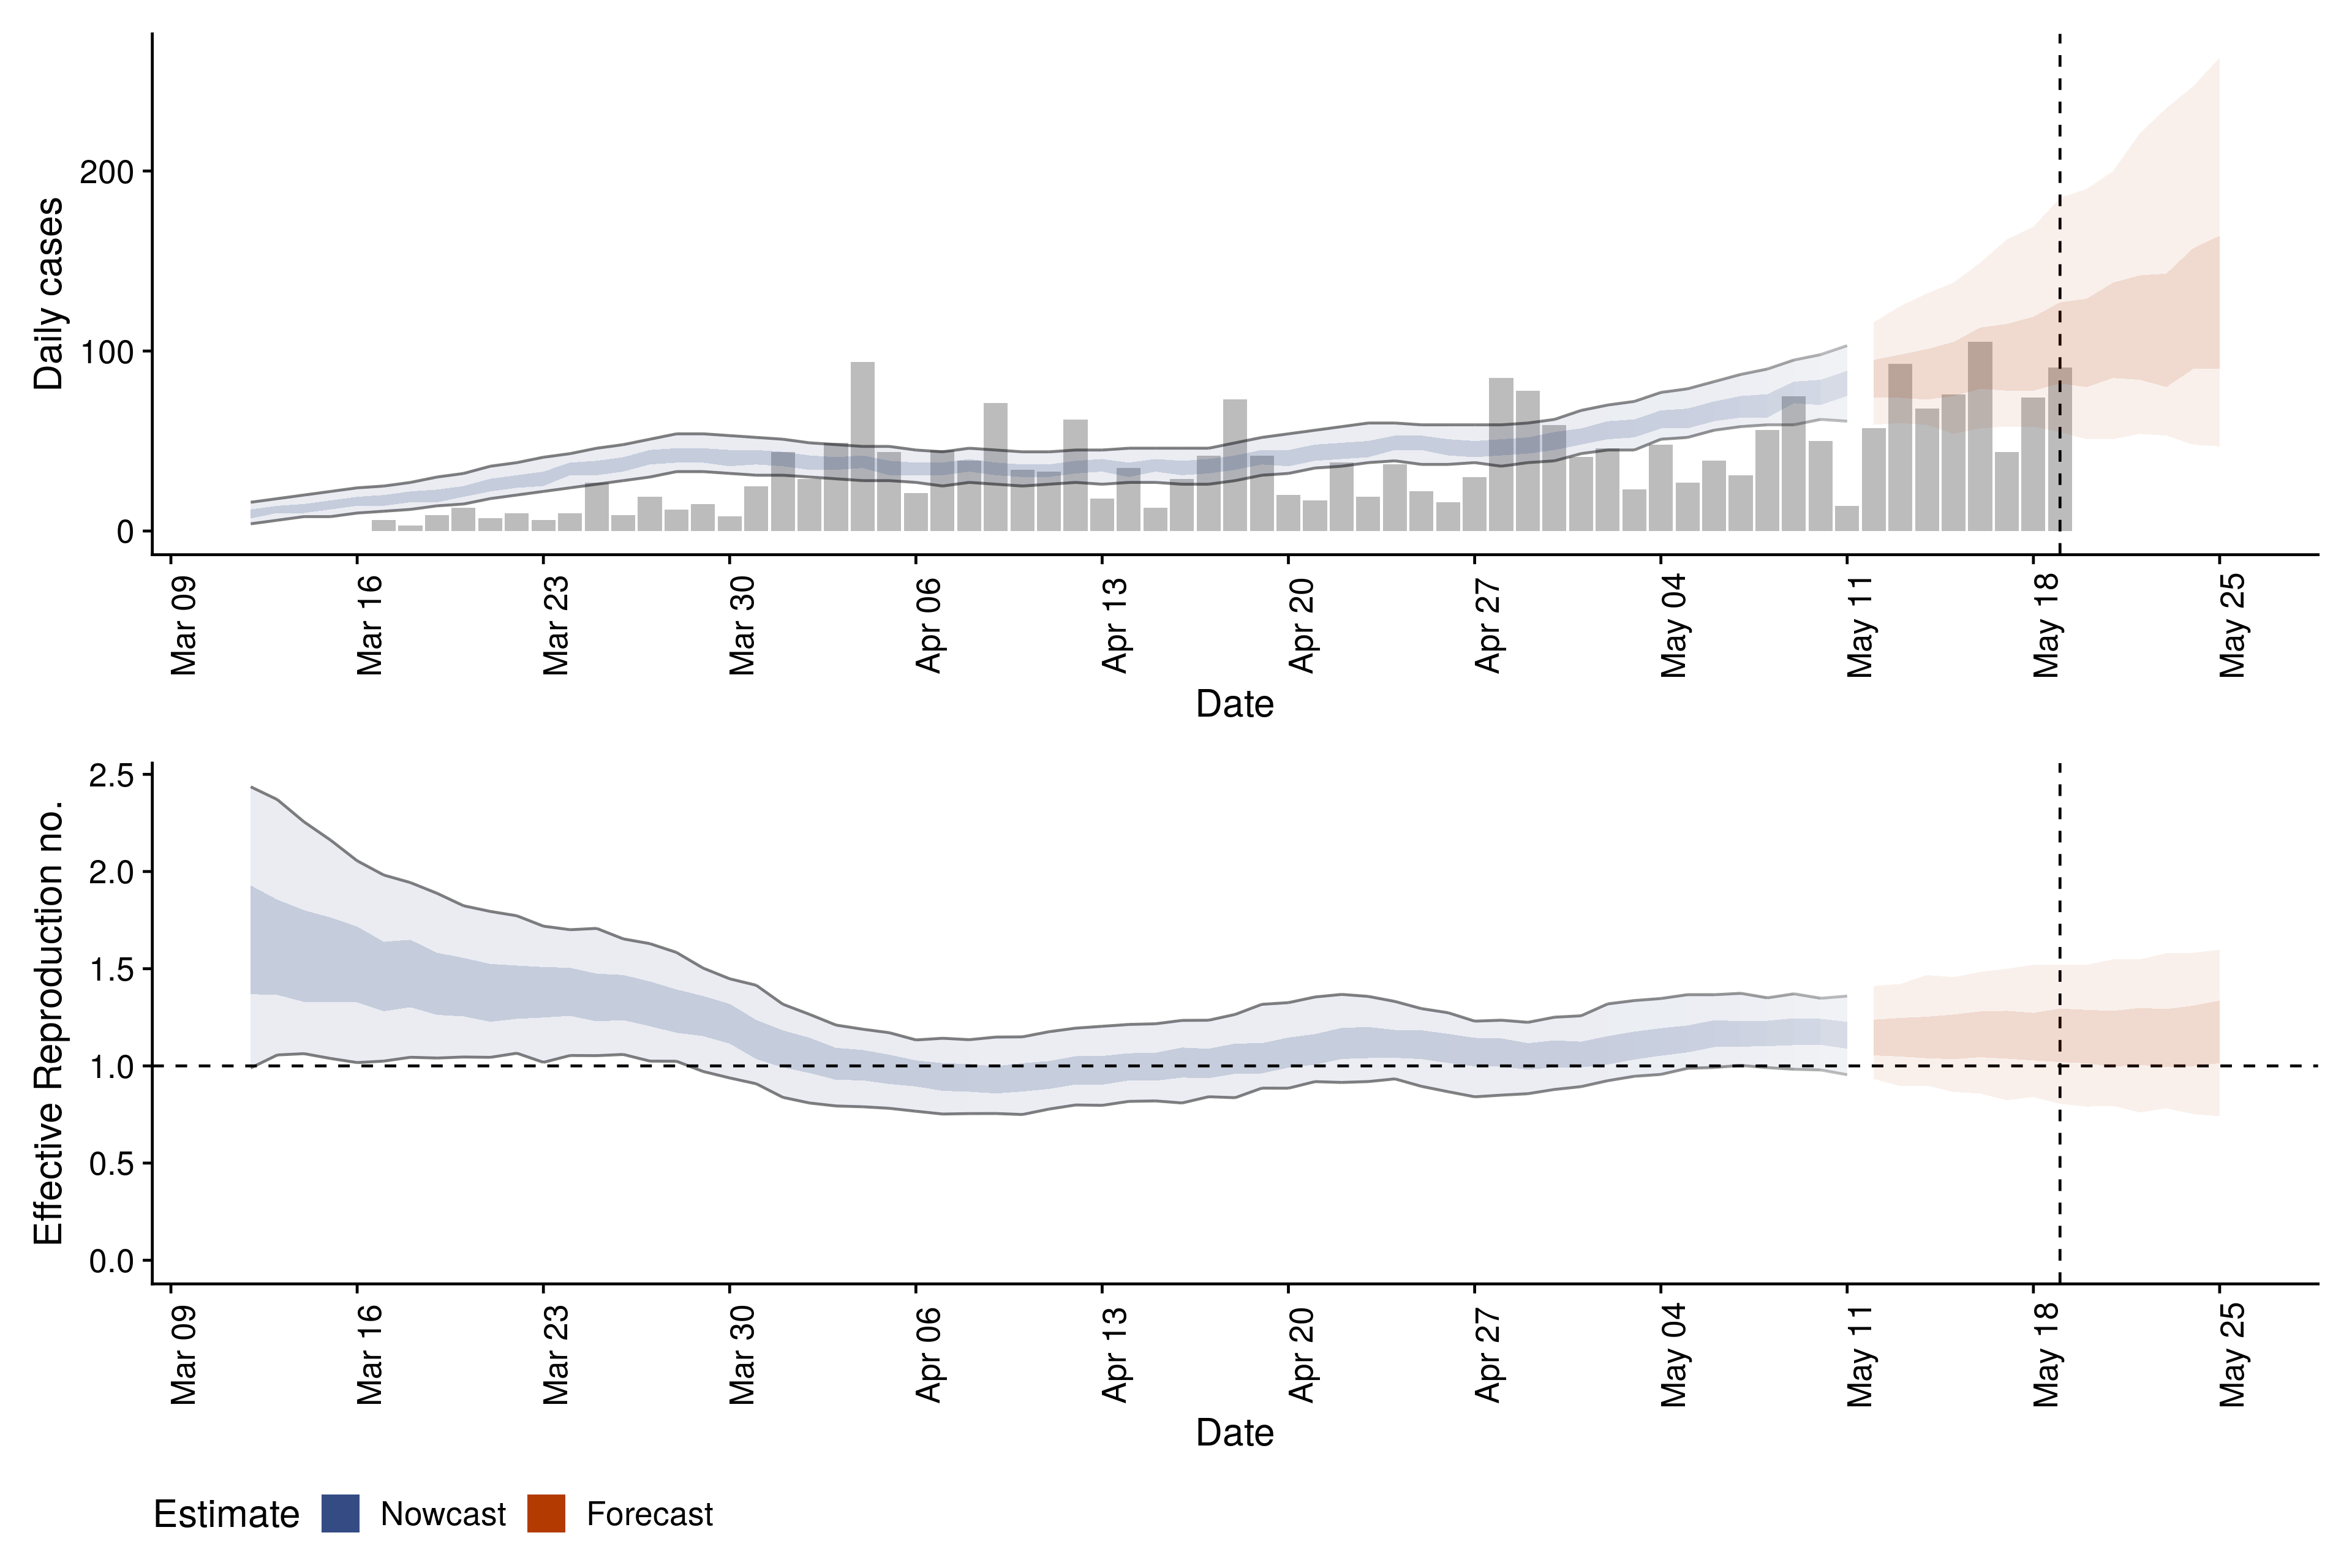 Daily cases
200
100
0
Mar 09
Mar 16
Mar 23
Mar 30
Apr 06
Apr 13
Apr 20
Apr 27
May 04
May 11
May 18
May 25
Date
Effective Reproduction no.
2.5
2.0
1.5
1.0
0.5
0.0
Mar 09
Mar 16
Mar 23
Mar 30
Apr 06
Apr 13
Apr 20
Apr 27
May 04
May 11
May 18
May 25
Date
Estimate Nowcast Forecast